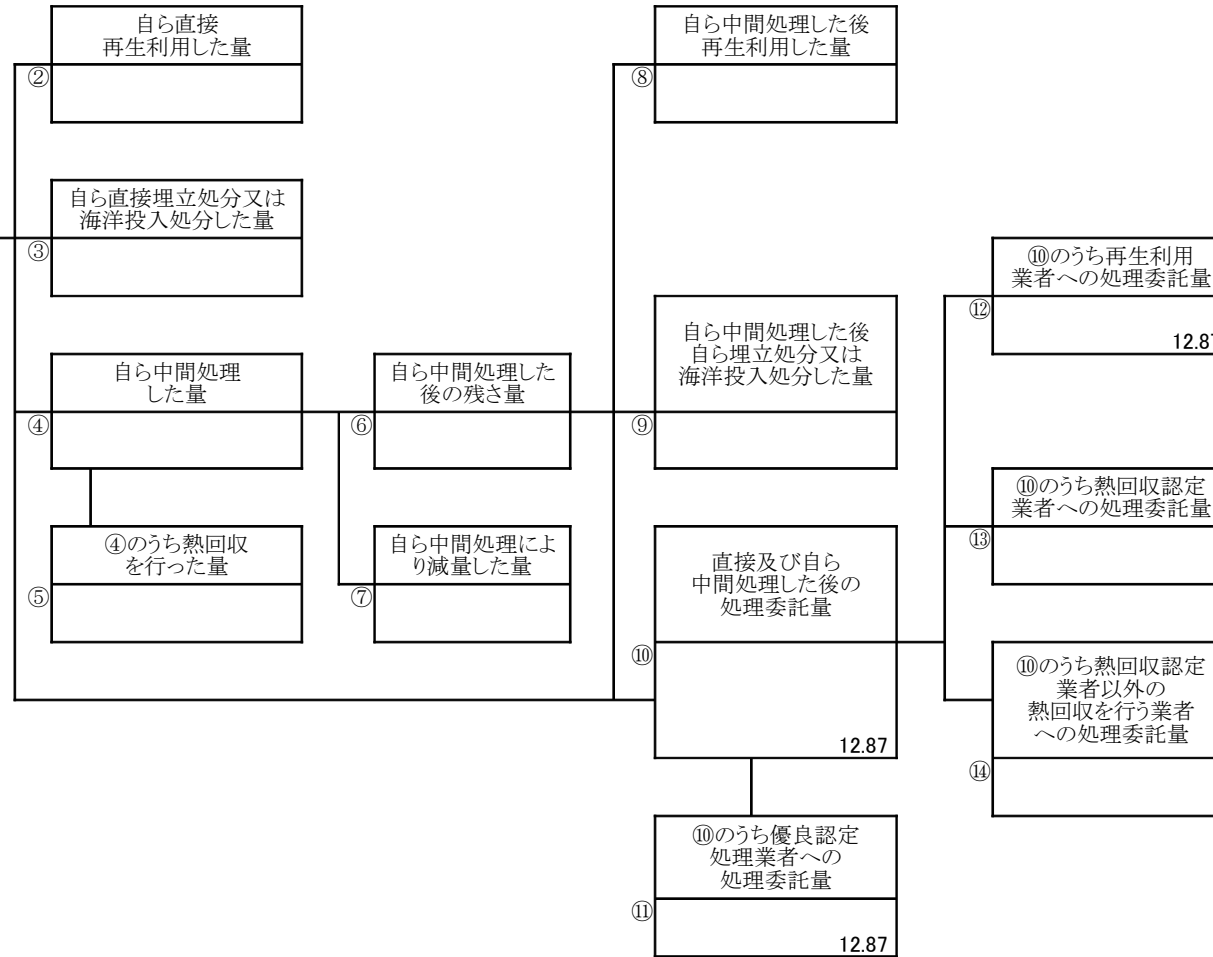 自ら直接
再生利用した量
②
自ら直接埋立処分又は
海洋投入処分した量
③
自ら中間処理
した量
④
④のうち熱回収
を行った量
⑤
自ら中間処理した
後の残さ量
⑥
自ら中間処理によ
り減量した量
⑦
自ら中間処理した後
再生利用した量
⑧
自ら中間処理した後
自ら埋立処分又は
海洋投入処分した量
⑨
直接及び自ら
中間処理した後の
処理委託量
⑩
12.87
⑩のうち優良認定
処理業者への
処理委託量
⑪
12.87
⑩のうち再生利用
業者への処理委託量
⑫
⑩のうち熱回収認定
業者への処理委託量
⑬
⑩のうち熱回収認定
業者以外の
熱回収を行う業者
への処理委託量
⑭